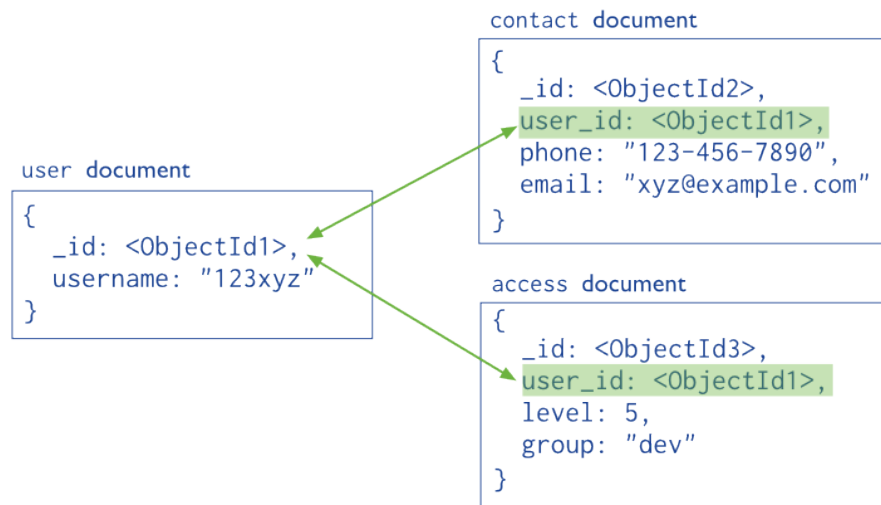 user document
{
_id: <ObjectId1>,
username: "123xyz"
}
contact document
{
_id: <ObjectId2>,
user_id: <ObjectId1>,
phone: "123-456-7890",
email: "xyz@example.com"
}
access document
{
_id: <ObjectId3>,
user_id: <ObjectId1>,
level: 5,
group: "dev"
}